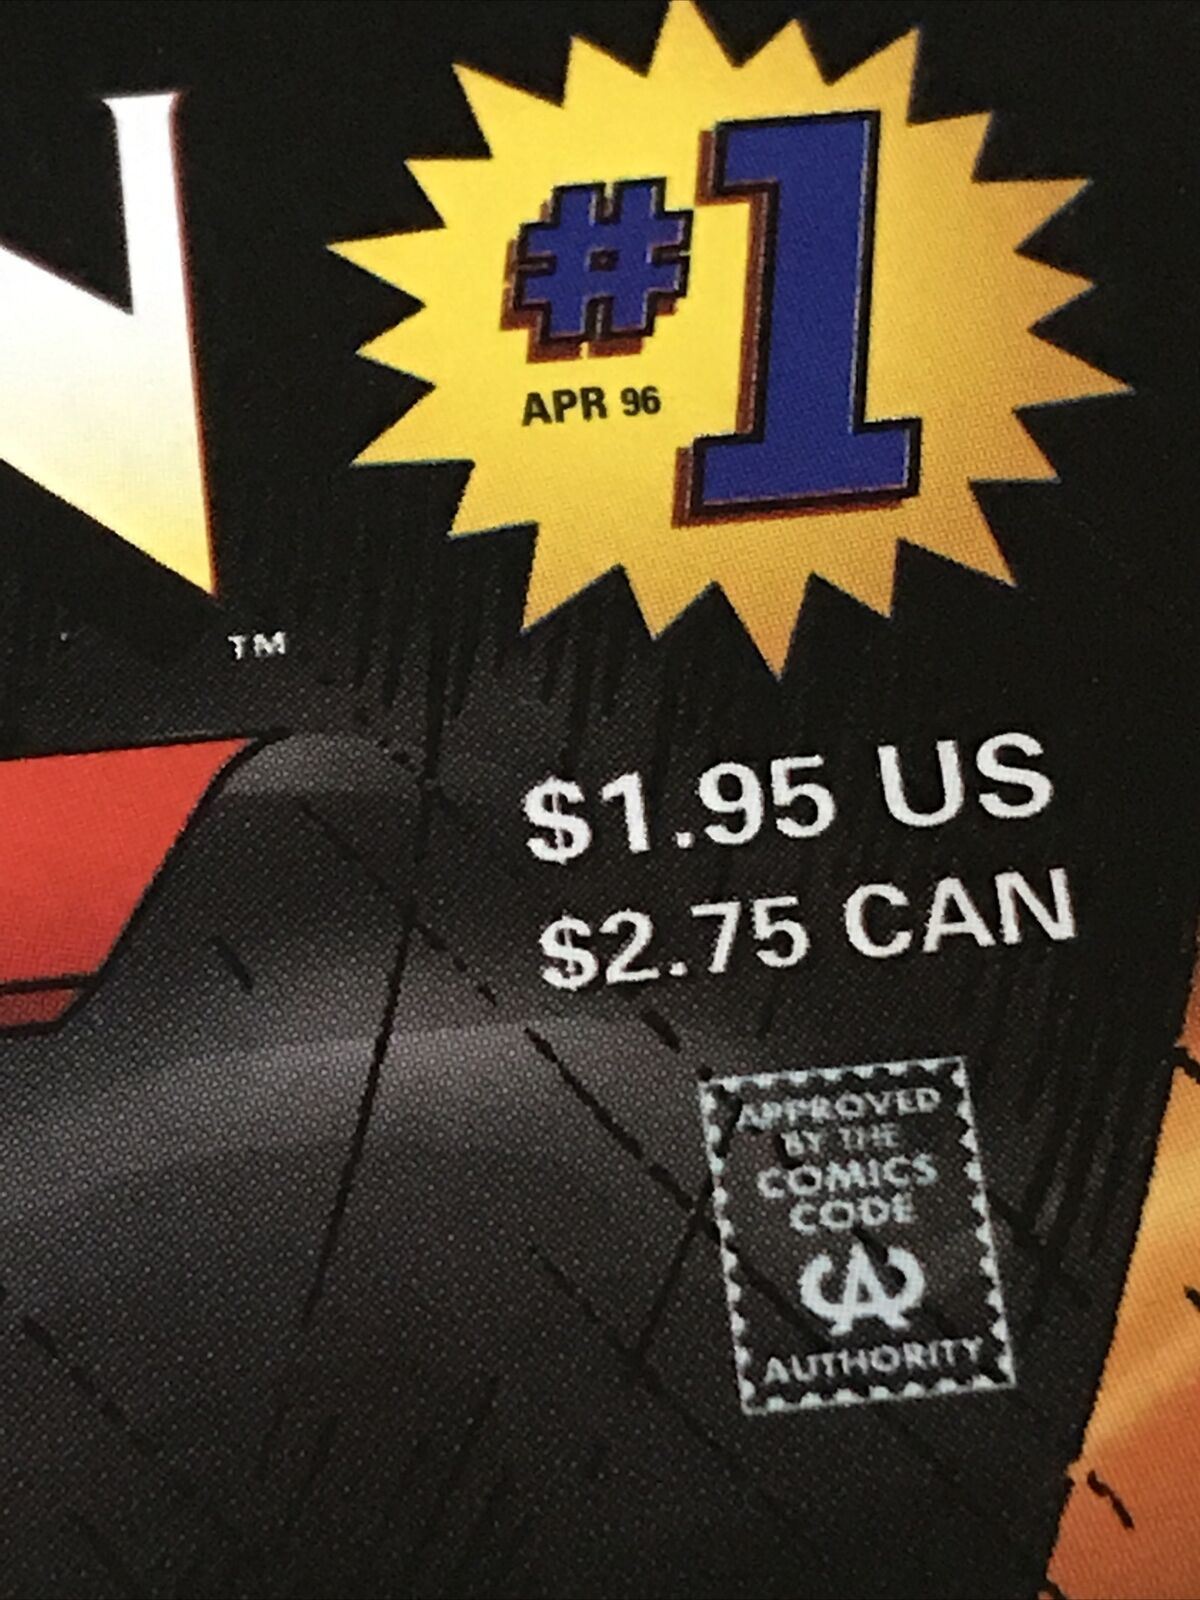 N
TM
#1
APR 96
$1.95 US
$2.75 CAN
APPROVED
BY THE
COMICS
CODE
CA
AUTHORITY